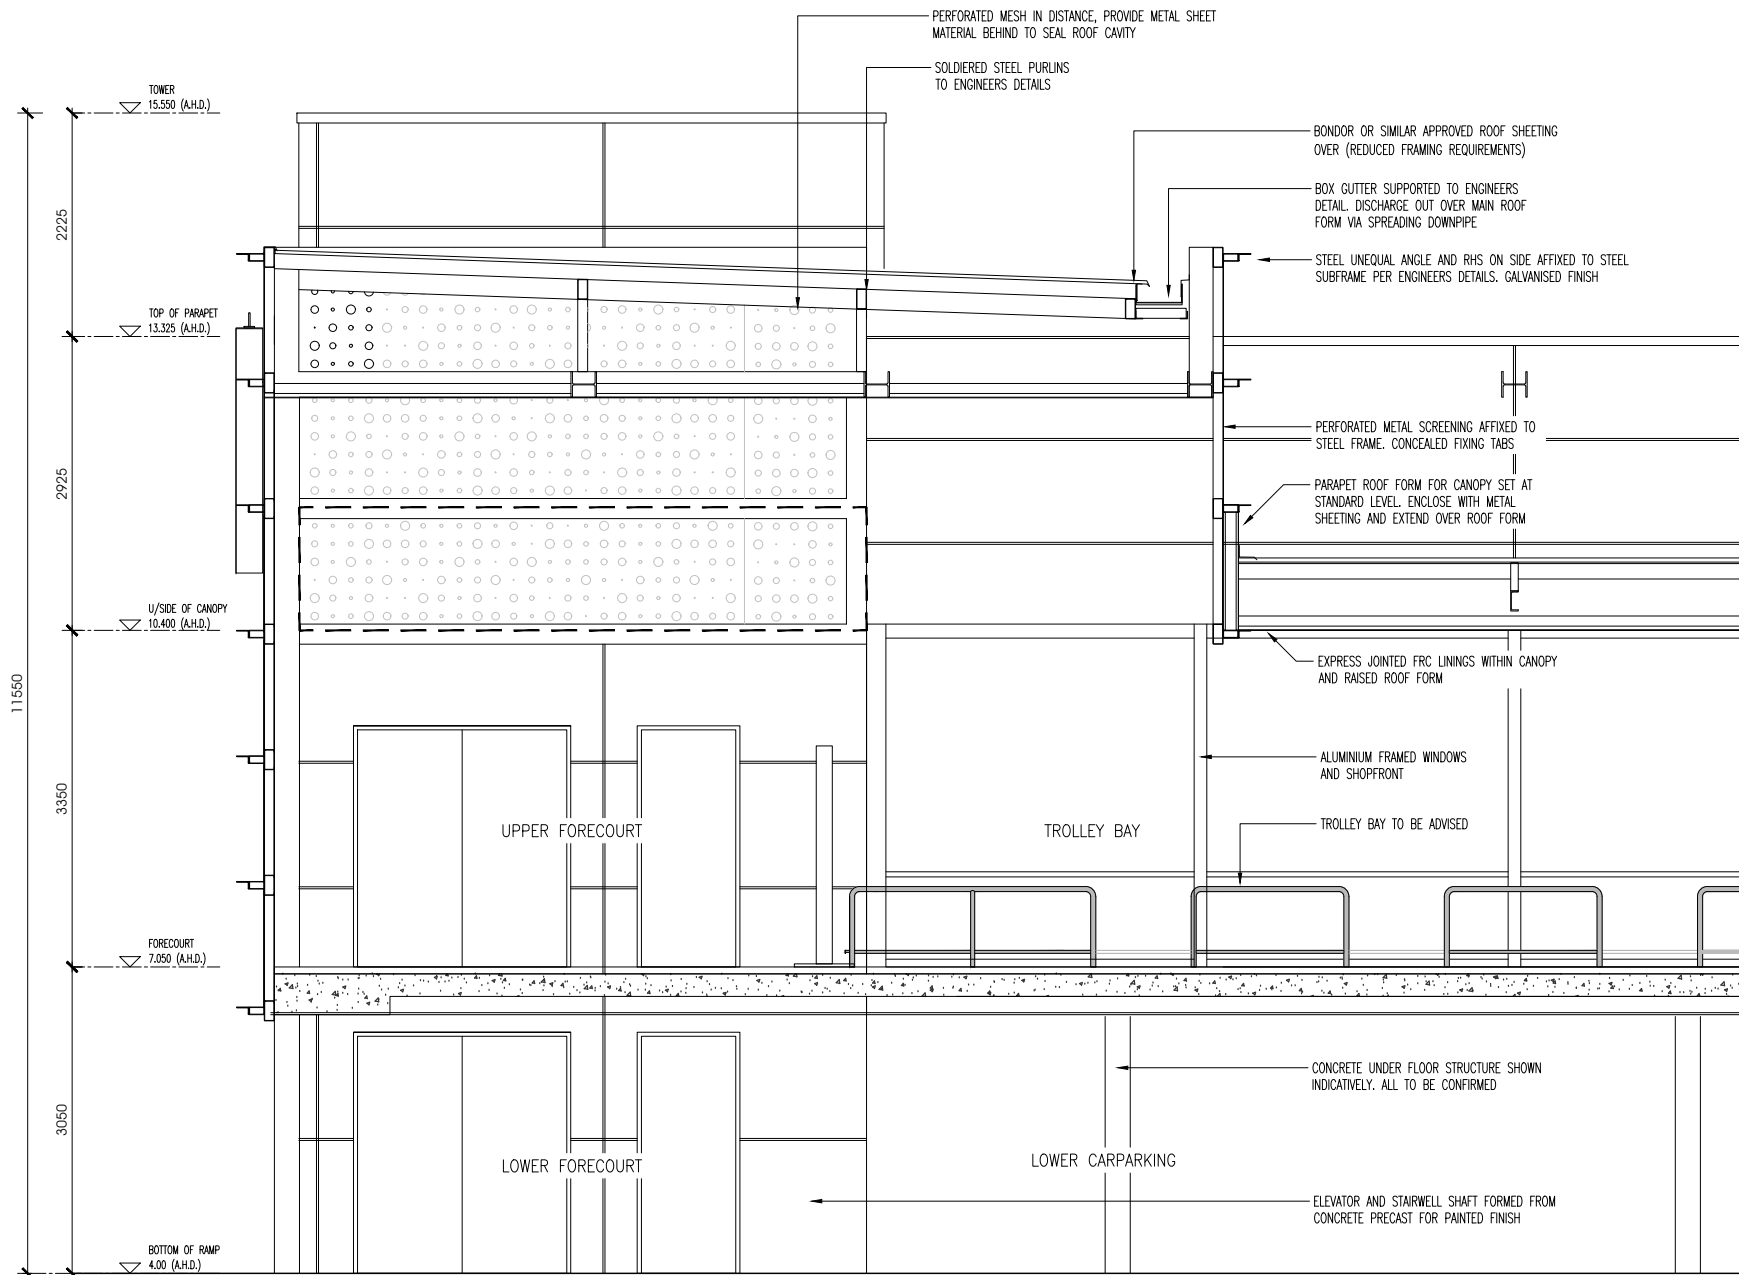 PERFORATED MESH IN DISTANCE, PROVIDE METAL SHEET
MATERIAL BEHIND TO SEAL ROOF CAVITY
SOLDIERED STEEL PURLINS
TO ENGINEERS DETAILS
TOWER
15.550 (A.H.D.)
BONDOR OR SIMILAR APPROVED ROOF SHEETING
OVER (REDUCED FRAMING REQUIREMENTS)
BOX GUTTER SUPPORTED TO ENGINEERS
DETAIL. DISCHARGE OUT OVER MAIN ROOF
FORM VIA SPREADING DOWNPIPE
2225
STEEL UNEQUAL ANGLE AND RHS ON SIDE AFFIXED TO STEEL
SUBFRAME PER ENGINEERS DETAILS. GALVANISED FINISH
TOP OF PARAPET
13.325 (A.H.D.)
PERFORATED METAL SCREENING AFFIXED TO
STEEL FRAME. CONCEALED FIXING TABS
2925
PARAPET ROOF FORM FOR CANOPY SET AT
STANDARD LEVEL. ENCLOSE WITH METAL
SHEETING AND EXTEND OVER ROOF FORM
U/SIDE OF CANOPY
10.400 (A.H.D.)
EXPRESS JOINTED FRC LININGS WITHIN CANOPY
AND RAISED ROOF FORM
11550
ALUMINIUM FRAMED WINDOWS
AND SHOPFRONT
3350
UPPER FORECOURT
TROLLEY BAY
TROLLEY BAY TO BE ADVISED
FORECOURT
7.050 (A.H.D.)
CONCRETE UNDER FLOOR STRUCTURE SHOWN
INDICATIVELY. ALL TO BE CONFIRMED
3050
LOWER FORECOURT
LOWER CARPARKING
ELEVATOR AND STAIRWELL SHAFT FORMED FROM
CONCRETE PRECAST FOR PAINTED FINISH
BOTTOM OF RAMP
4.00 (A.H.D.)